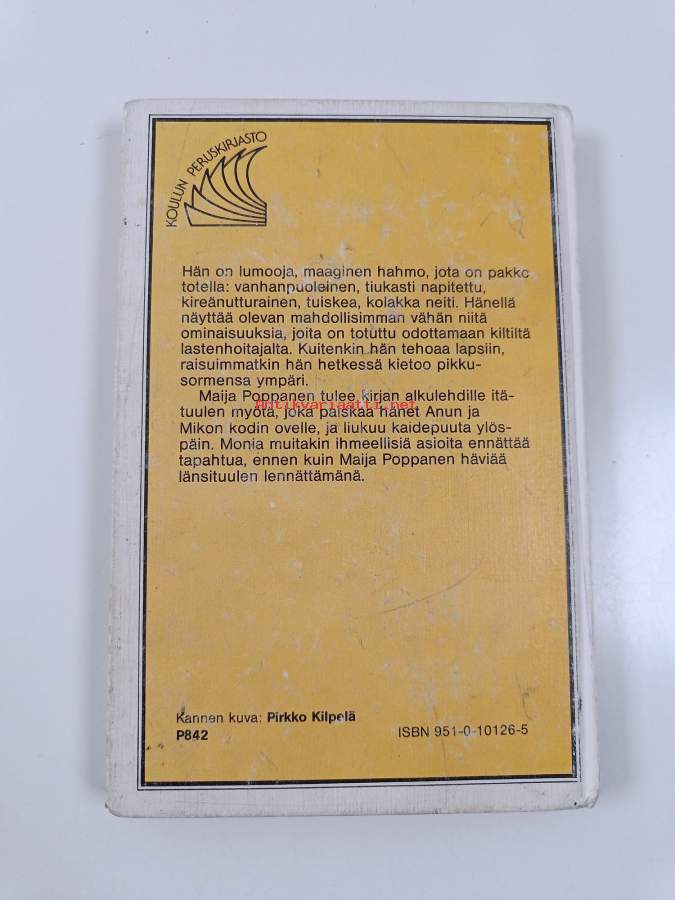 KOULUN PERUSKIRJASTO
Hän on lumooja, maaginen hahmo, jota on pakko
totella: vanhanpuoleinen, tiukasti napitettu,
kireänutturainen, tuiskea, kolakka neiti. Hänellä
näyttää olevan mahdollisimman vähän niitä
ominaisuuksia, joita on totuttu odottamaan kiltiltä
lastenhoitajalta. Kuitenkin hän tehoaa lapsiin,
raisuimmatkin hän hetkessä kietoo pikku-
sormensa ympäri.
Maija Poppanen tulee kirjan alkulehdille itä-
Antikvariaatti.net
tuulen myötä, joka paiskaa hänet Anun ja
Mikon kodin ovelle, ja liukuu kaidepuuta ylös-
päin. Monia muitakin ihmeellisiä asioita ennättää
tapahtua, ennen kuin Maija Poppanen häviää
länsituulen lennättämänä.
Kannen kuva: Pirkko Kilpelä
P842
ISBN 951-0-10126-5